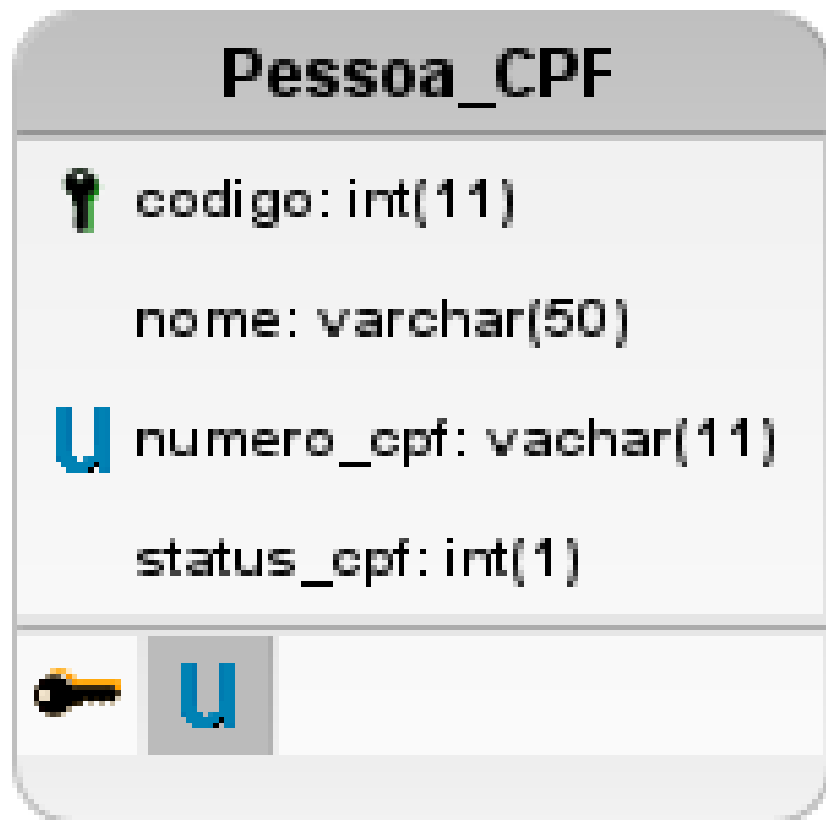 Pessoa_CPF
codigo: int(11)
nome: varchar(50)
U numero_cpf: vachar(11)
status_cpf: int(1)
U